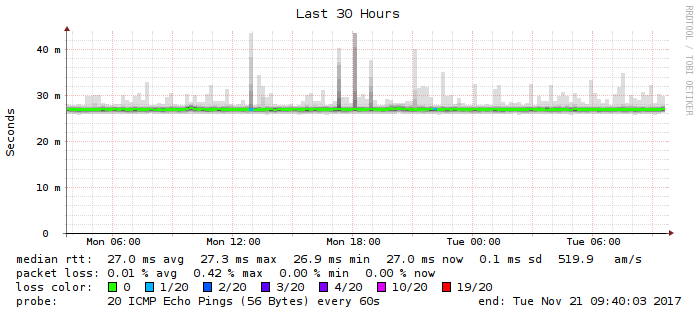 Last 30 Hours
RRDTOOL / TOBI OETIKER
Seconds
40 m
30 m
20 m
10 m
0
Mon 06:00 Mon 12:00 Mon 18:00 Tue 00:00 Tue 06:00
median rtt: 27.0 ms avg 27.3 ms max 26.9 ms min 27.0 ms now 0.1 ms sd 519.9 am/s
packet loss: 0.01 % avg 0.42 % max 0.00 % min 0.00 % now
loss color: 0 1/20 2/20 3/20 4/20 10/20 19/20
probe: 20 ICMP Echo Pings (56 Bytes) every 60s end: Tue Nov 21 09:40:03 2017